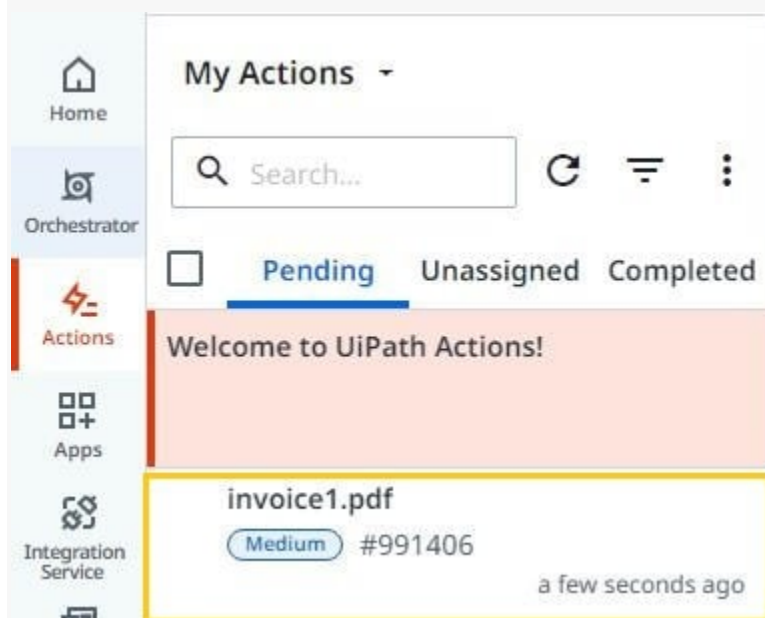 Home
Orchestrator
Actions
Apps
Integration
Service
My Actions
Search...
Pending Unassigned Completed
Welcome to UiPath Actions!
invoice1.pdf
Medium #991406
a few seconds ago